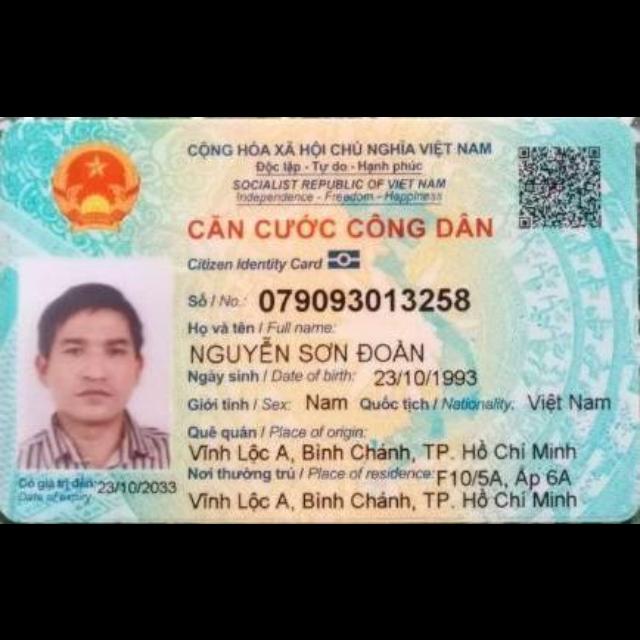 CỘNG HÒA XÃ HỘI CHỦ NGHĨA VIỆT NAM
Độc lập - Tự do - Hạnh phúc
SOCIALIST REPUBLIC OF VIET NAM
Independence - Freedom - Happiness
CĂN CƯỚC CÔNG DÂN
Citizen Identity Card
Số / No.: 079093013258
Họ và tên / Full name:
NGUYỄN SƠN ĐOÀN
Ngày sinh / Date of birth: 23/10/1993
Giới tính / Sex: Nam Quốc tịch / Nationality: Việt Nam
Quê quán / Place of origin:
Vĩnh Lộc A, Bình Chánh, TP. Hồ Chí Minh
Nơi thường trú / Place of residence: F10/5A, Ấp 6A
Vĩnh Lộc A, Bình Chánh, TP. Hồ Chí Minh
Có giá trị đến: 23/10/2033
Date of expiry